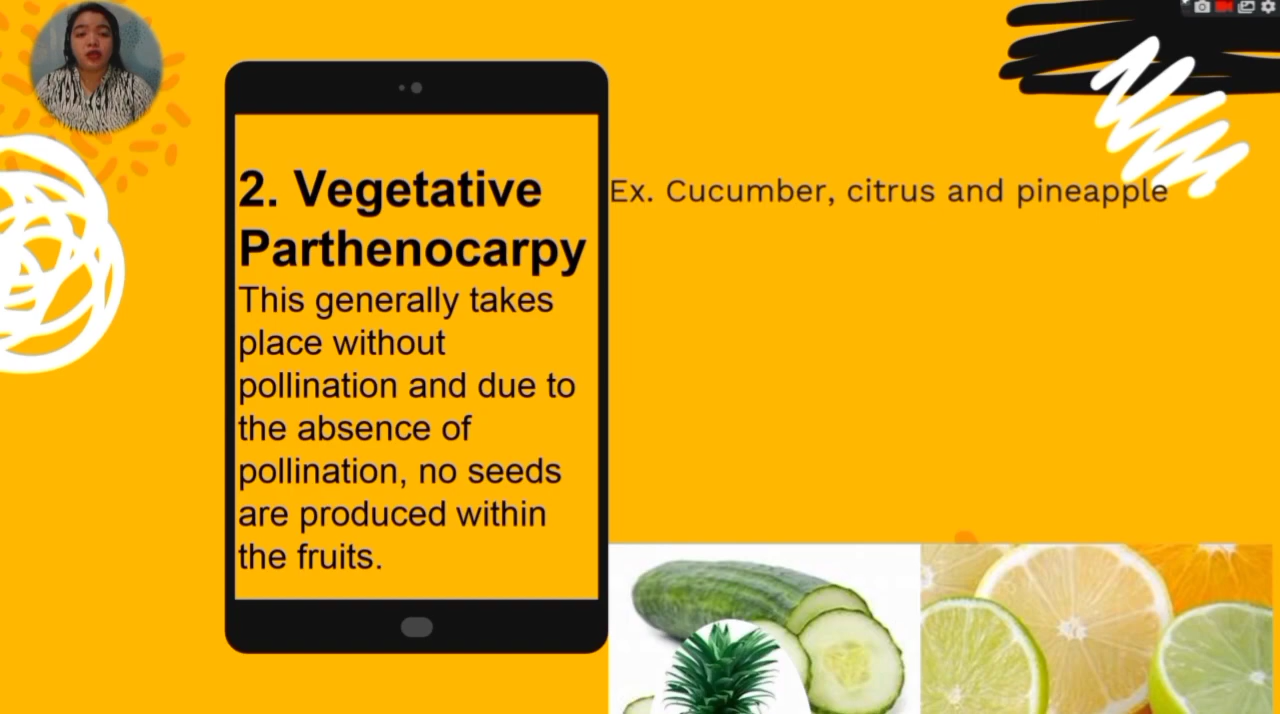 2. Vegetative
Parthenocarpy
This generally takes
place without
pollination and due to
the absence of
pollination, no seeds
are produced within
the fruits.
Ex. Cucumber, citrus and pineapple